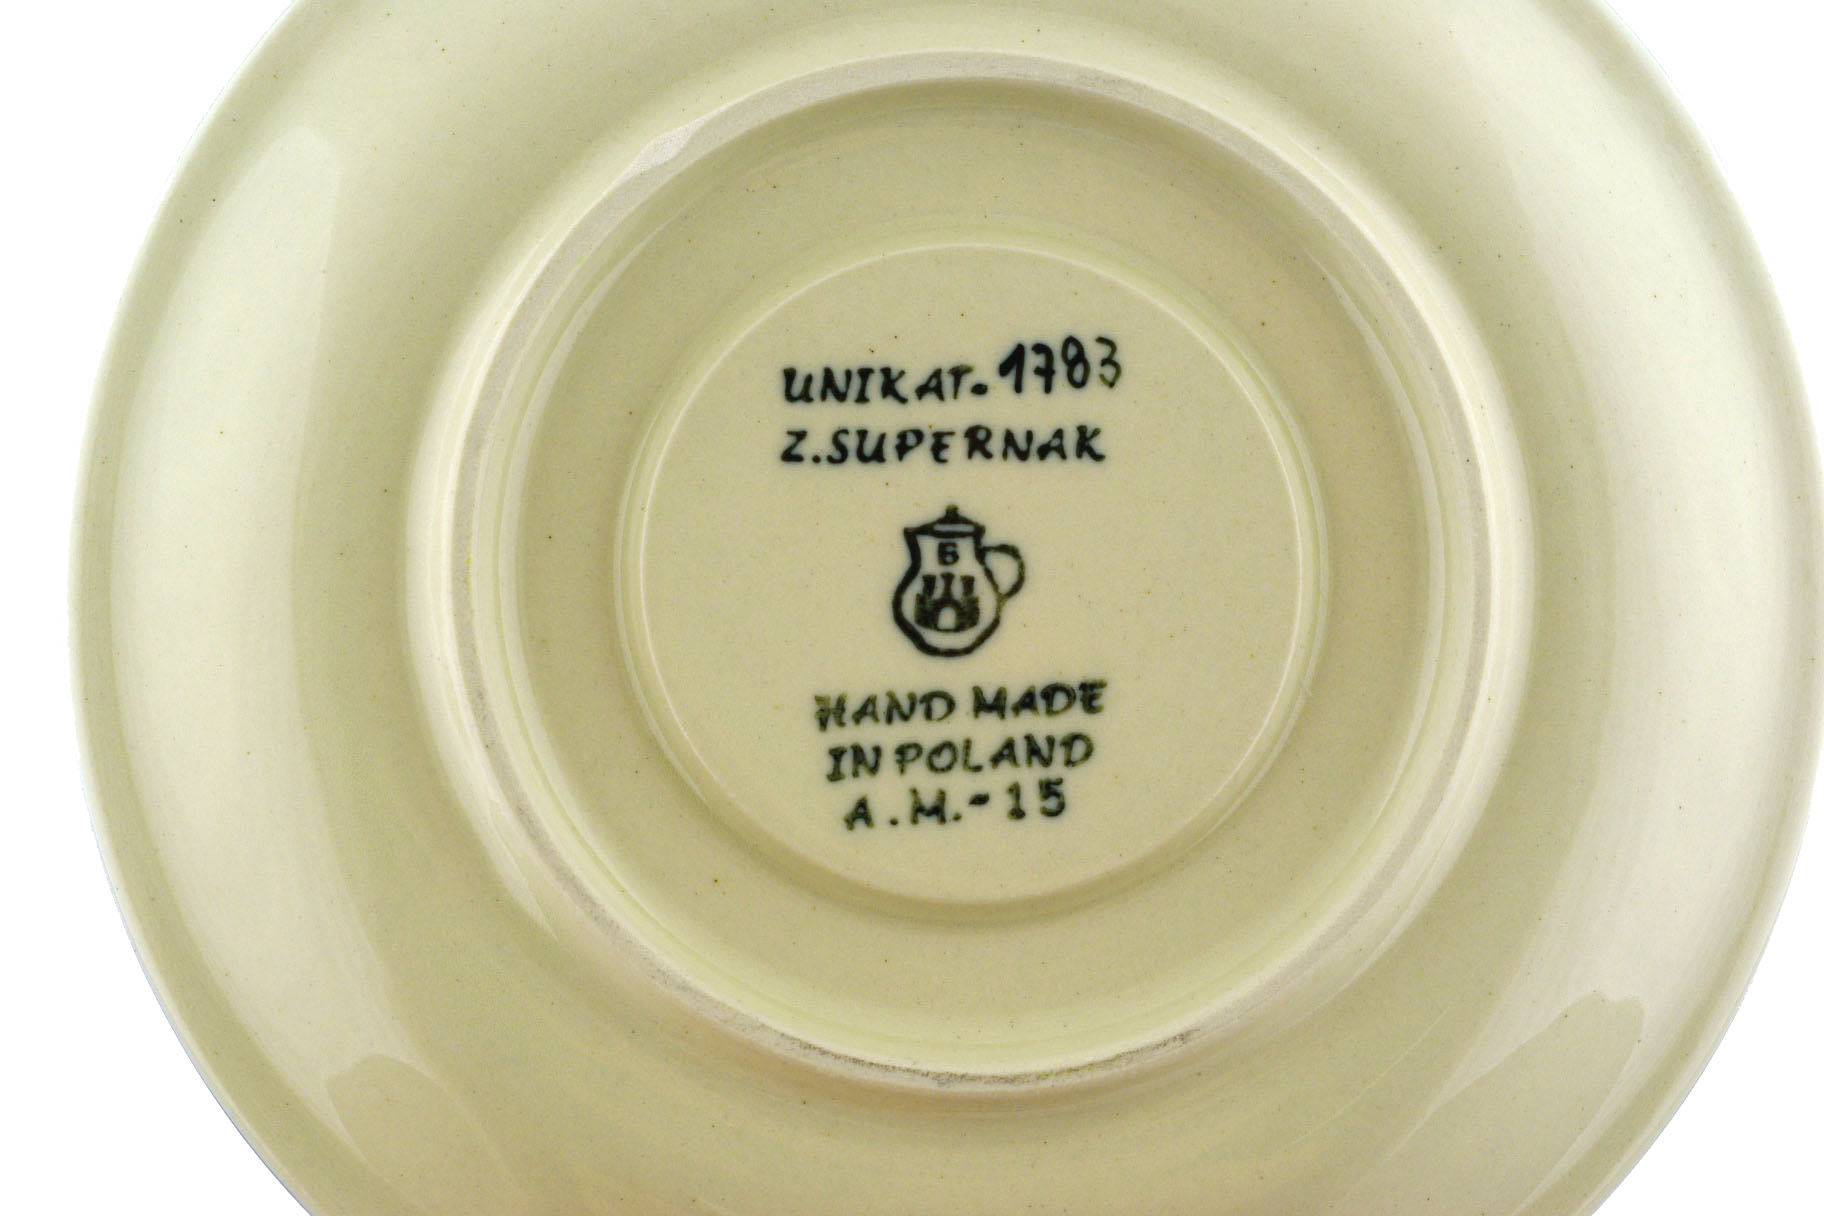 UNIKAT. 1783
Z. SUPERNAK
B
HAND MADE
IN POLAND
A.M.-15